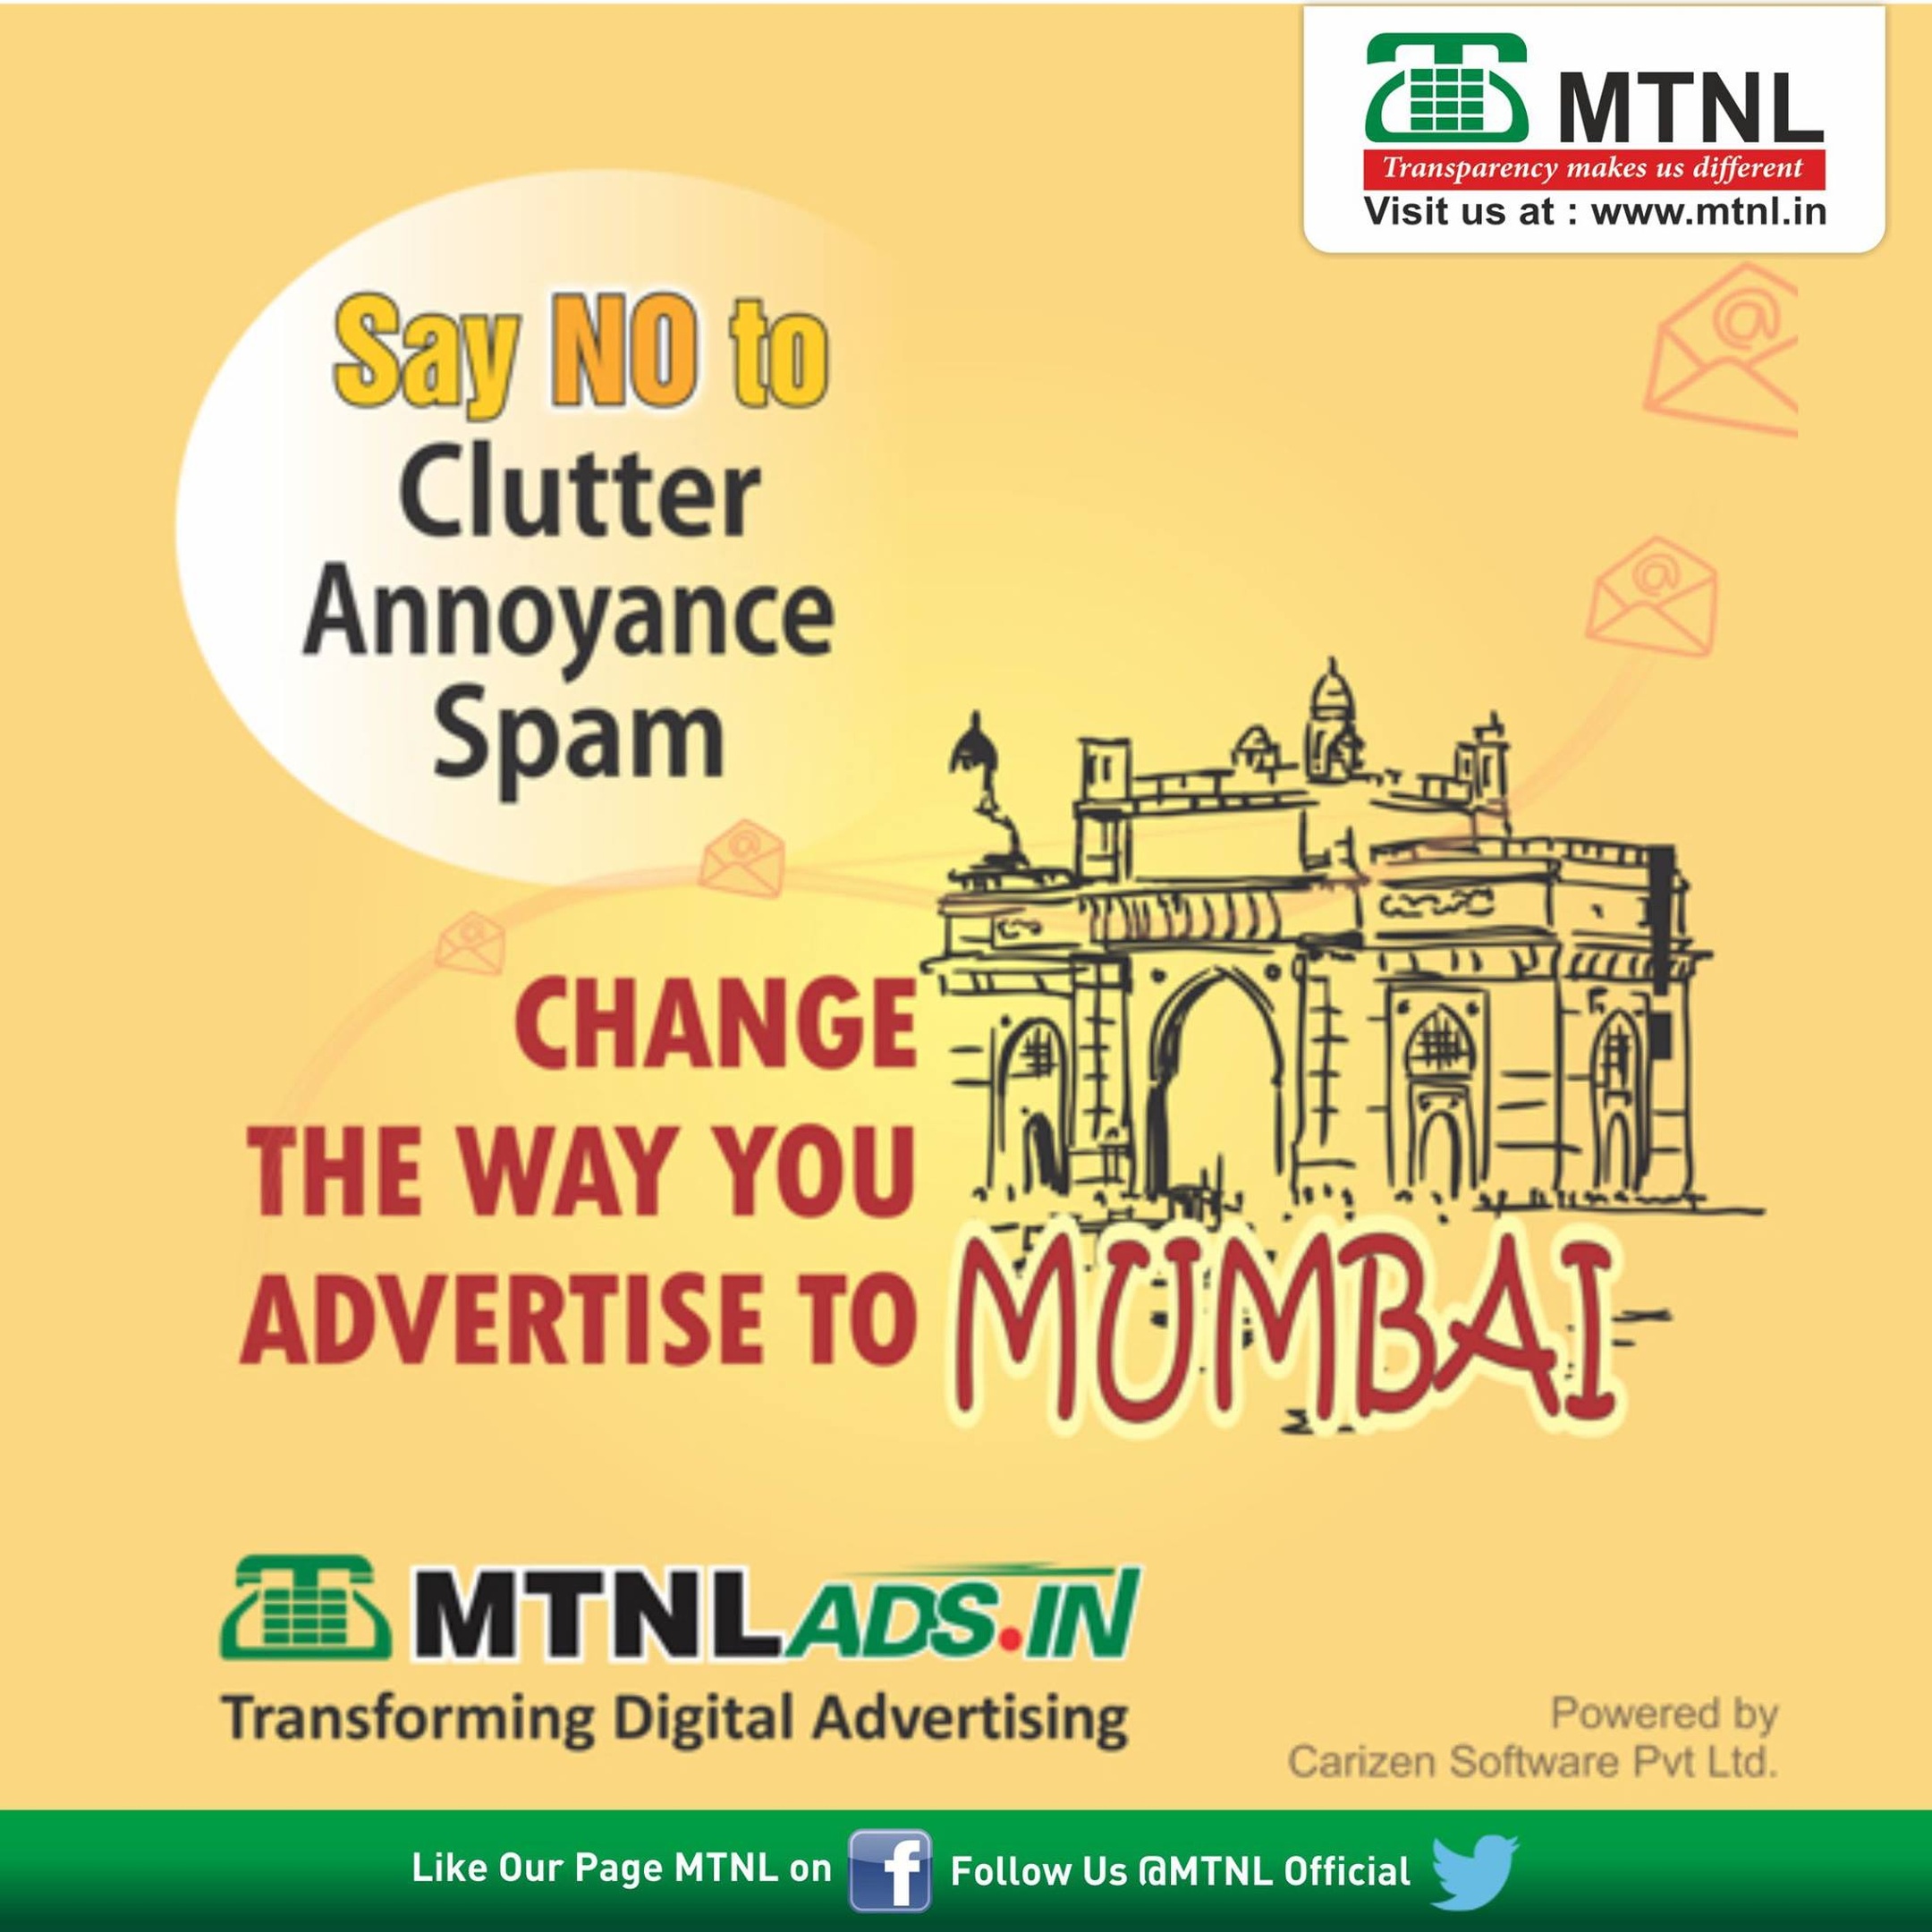 MTNL
Transparency makes us different
Visit us at : www.mtnl.in
Say NO to
Clutter
Annoyance
Spam
CHANGE
THE WAY YOU
ADVERTISE TO MUMBAI
MTNLADS.IN
Transforming Digital Advertising
Powered by
Carizen Software Pvt Ltd.
Like Our Page MTNL on f Follow Us @MTNL Official